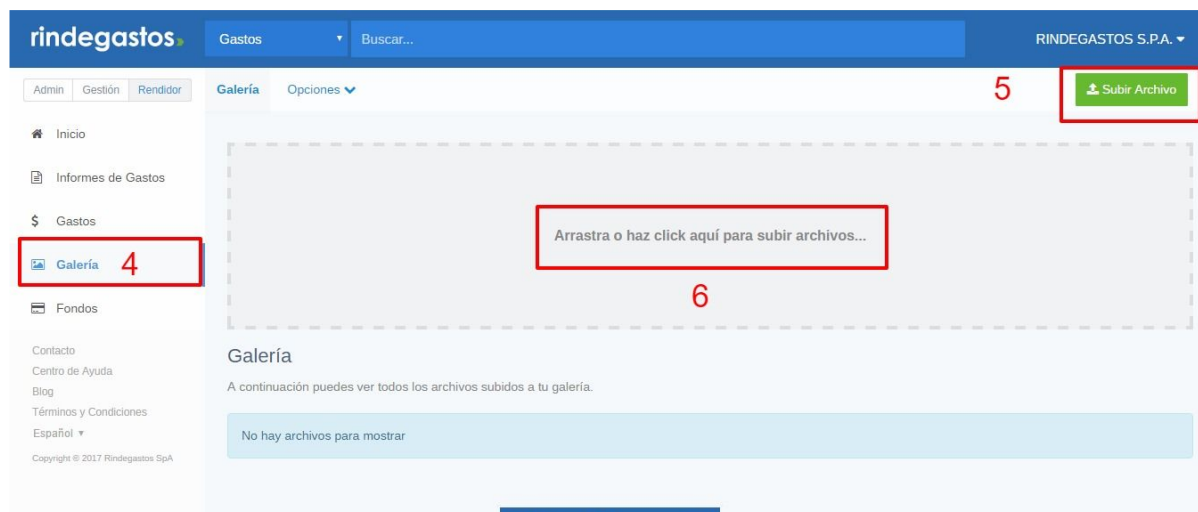 rindegastos
Gastos
Buscar...
RINDEGASTOS S.P.A.
Admin Gestión Rendidor
Galería
Opciones
5
Subir Archivo
Inicio
Informes de Gastos
$ Gastos
Galería
4
Fondos
Arrastra o haz click aquí para subir archivos...
6
Contacto
Centro de Ayuda
Blog
Términos y Condiciones
Español
Copyright © 2017 Rindegastos SpA
Galería
A continuación puedes ver todos los archivos subidos a tu galería.
No hay archivos para mostrar